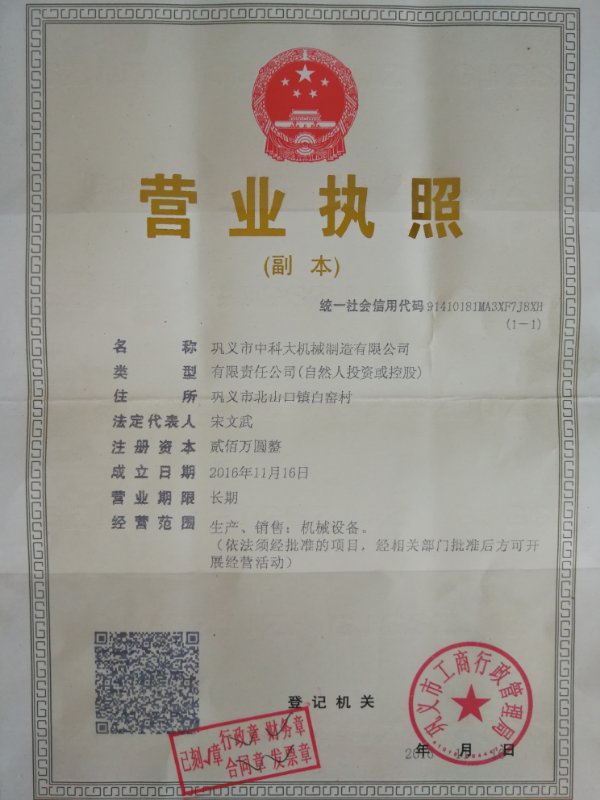 营业执照
(副 本)
统一社会信用代码 91410181MA3XF7J8XH
(1-1)
名 称 巩义市中科大机械制造有限公司
类 型 有限责任公司(自然人投资或控股)
住 所 巩义市北山口镇白窑村
法定代表人 宋文武
注册资本 贰佰万圆整
成立日期 2016年11月16日
营业期限 长期
经营范围 生产、销售：机械设备。
(依法须经批准的项目，经相关部门批准后方可开
展经营活动)
登记机关
巩义市工商行政管理局
年 月 日
已刻 章 行政章 财务章
合同章 发票章